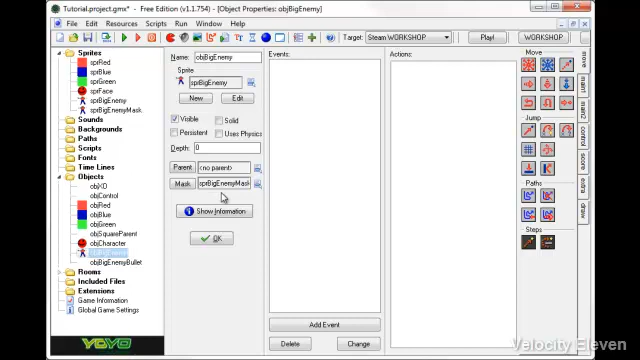 Tutorial.project.gmx* - Free Edition (v1.1.754) - [Object Properties: objBigEnemy]
File Edit Resources Scripts Run Window Help
Target: Steam WORKSHOP Play! WORKSHOP
Sprites
sprRed
sprBlue
sprGreen
sprFace
sprBigEnemy
sprBigEnemyMask
Sounds
Backgrounds
Paths
Scripts
Fonts
Time Lines
Objects
objKO
objControl
objRed
objBlue
objGreen
objSquareParent
objCharacter
objBigEnemy
objBigEnemyBullet
Rooms
Included Files
Extensions
Game Information
Global Game Settings
YOYO
Name: objBigEnemy
Sprite
sprBigEnemy
New Edit
Visible Solid
Persistent Uses Physics
Depth: 0
Parent <no parent>
Mask sprBigEnemyMask
Show Information
OK
Events:
Add Event
Delete Change
Actions:
Move
Jump
Paths
Steps
move
main1
main2
control
score
extra
draw
Velocity Eleven